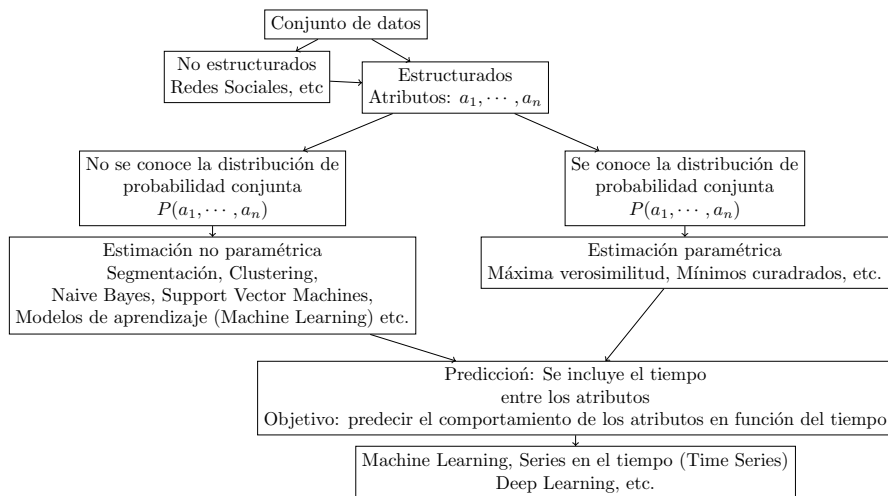 Conjunto de datos
No estructurados
Redes Sociales, etc
Estructurados
Atributos: a₁, ⋯ , aₙ
No se conoce la distribución de
probabilidad conjunta
P(a₁, ⋯ , aₙ)
Se conoce la distribución de
probabilidad conjunta
P(a₁, ⋯ , aₙ)
Estimación no paramétrica
Segmentación, Clustering,
Naive Bayes, Support Vector Machines,
Modelos de aprendizaje (Machine Learning) etc.
Estimación paramétrica
Máxima verosimilitud, Mínimos curadrados, etc.
Prediccioń: Se incluye el tiempo
entre los atributos
Objetivo: predecir el comportamiento de los atributos en función del tiempo
Machine Learning, Series en el tiempo (Time Series)
Deep Learning, etc.